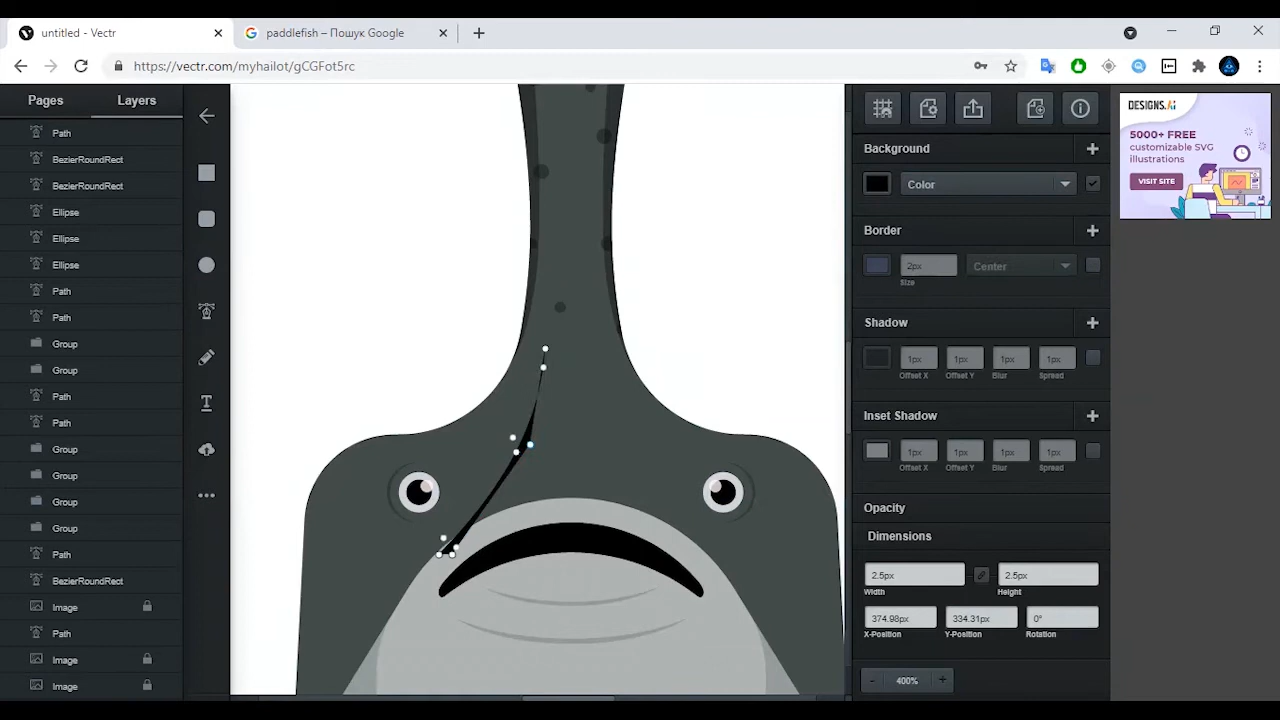 untitled - Vectr
paddlefish – Пошук Google
https://vectr.com/myhailot/gCGFot5rc
Pages
Layers
Path
BezierRoundRect
BezierRoundRect
Ellipse
Ellipse
Ellipse
Path
Path
Group
Group
Path
Path
Group
Group
Group
Group
Path
BezierRoundRect
Image
Path
Image
Image
Background
Color
Border
2px
Center
Size
Shadow
1px 1px 1px 1px
Offset X Offset Y Blur Spread
Inset Shadow
1px 1px 1px 1px
Offset X Offset Y Blur Spread
Opacity
Dimensions
2.5px 2.5px
Width Height
374.98px 334.31px 0°
X-Position Y-Position Rotation
- 400% +
DESIGNS.Ai
5000+ FREE
customizable SVG
illustrations
VISIT SITE